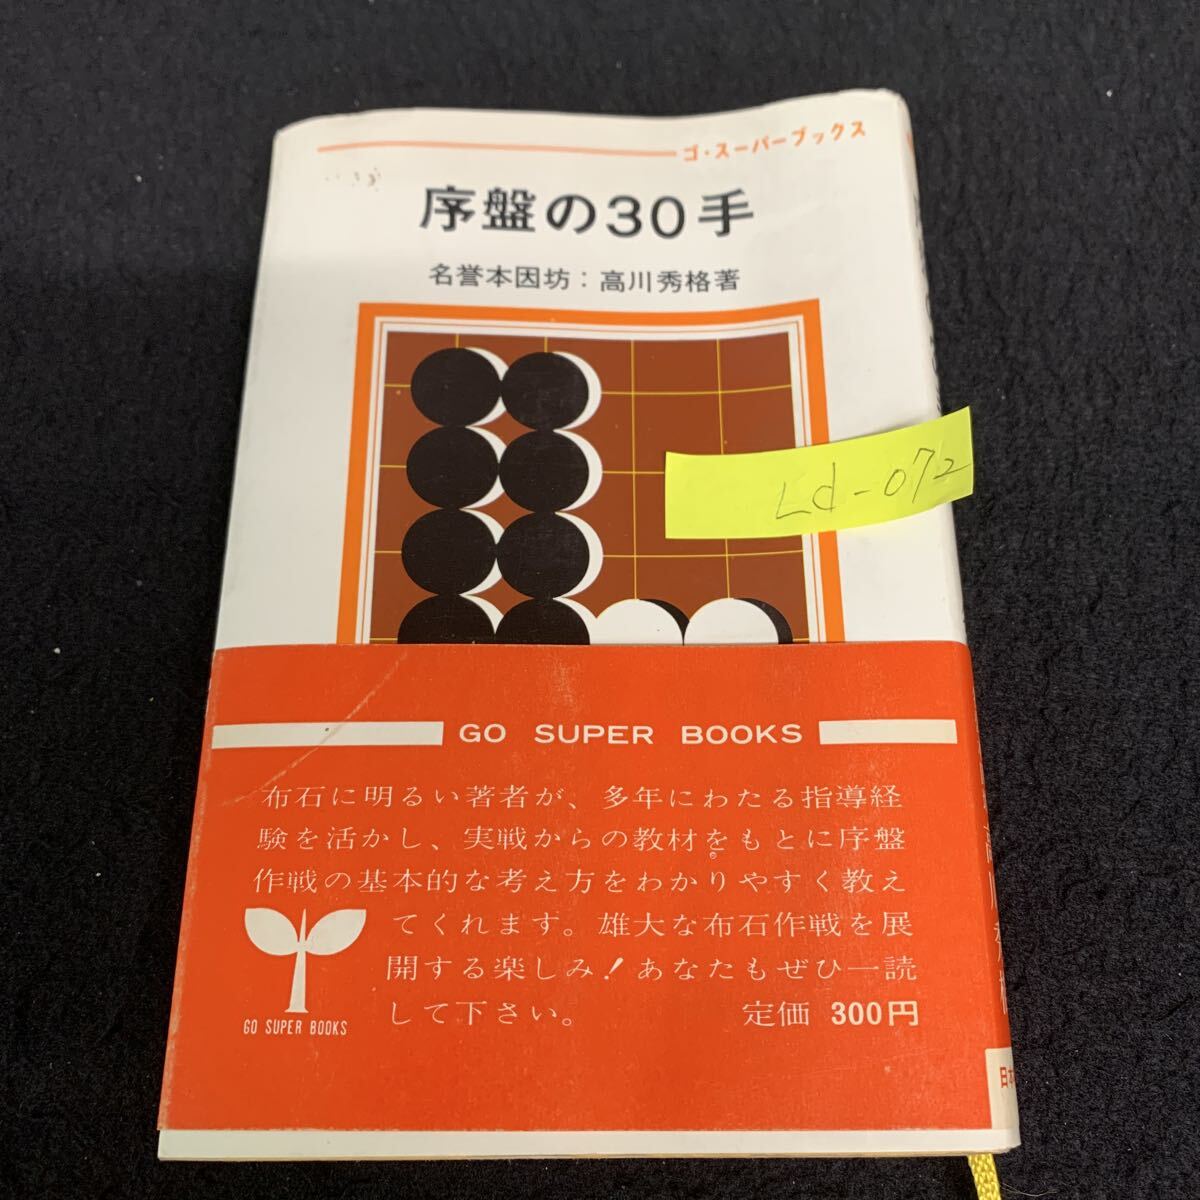 ゴ・スーパーブックス
序盤の30手
名誉本因坊：高川秀格著
Ld-072
GO SUPER BOOKS
布石に明るい著者が、多年にわたる指導経
験を活かし、実戦からの教材をもとに序盤
作戦の基本的な考え方をわかりやすく教え
てくれます。雄大な布石作戦を展
開する楽しみ！あなたもぜひ一読
して下さい。
定価 300円
GO SUPER BOOKS